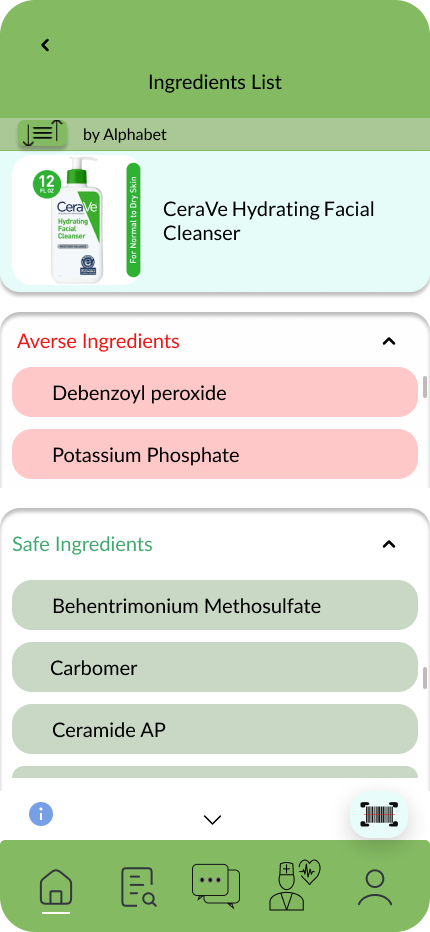 Ingredients List
by Alphabet
12
FL OZ
CeraVe
Hydrating
Facial
Cleanser
For Normal to Dry Skin
CeraVe Hydrating Facial
Cleanser
Averse Ingredients
Debenzoyl peroxide
Potassium Phosphate
Safe Ingredients
Behentrimonium Methosulfate
Carbomer
Ceramide AP
i